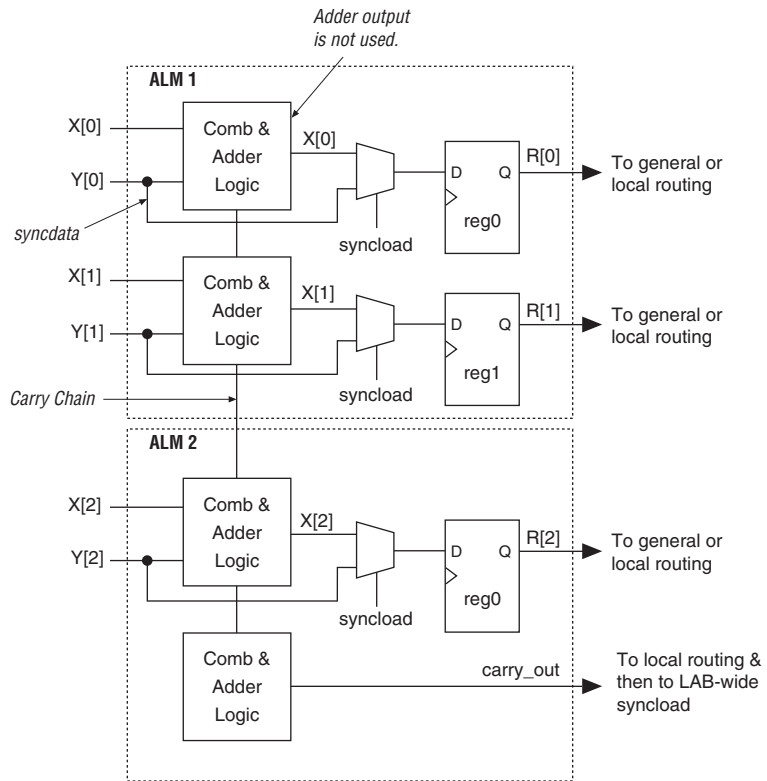 Adder output
is not used.
ALM 1
X[0]
Comb &
Adder
Logic
X[0]
Y[0]
syncdata
syncload
D Q
reg0
R[0]
To general or
local routing
X[1]
Comb &
Adder
Logic
X[1]
Y[1]
syncload
D Q
reg1
R[1]
To general or
local routing
Carry Chain
ALM 2
X[2]
Comb &
Adder
Logic
X[2]
Y[2]
syncload
D Q
reg0
R[2]
To general or
local routing
Comb &
Adder
Logic
carry_out
To local routing &
then to LAB-wide
syncload